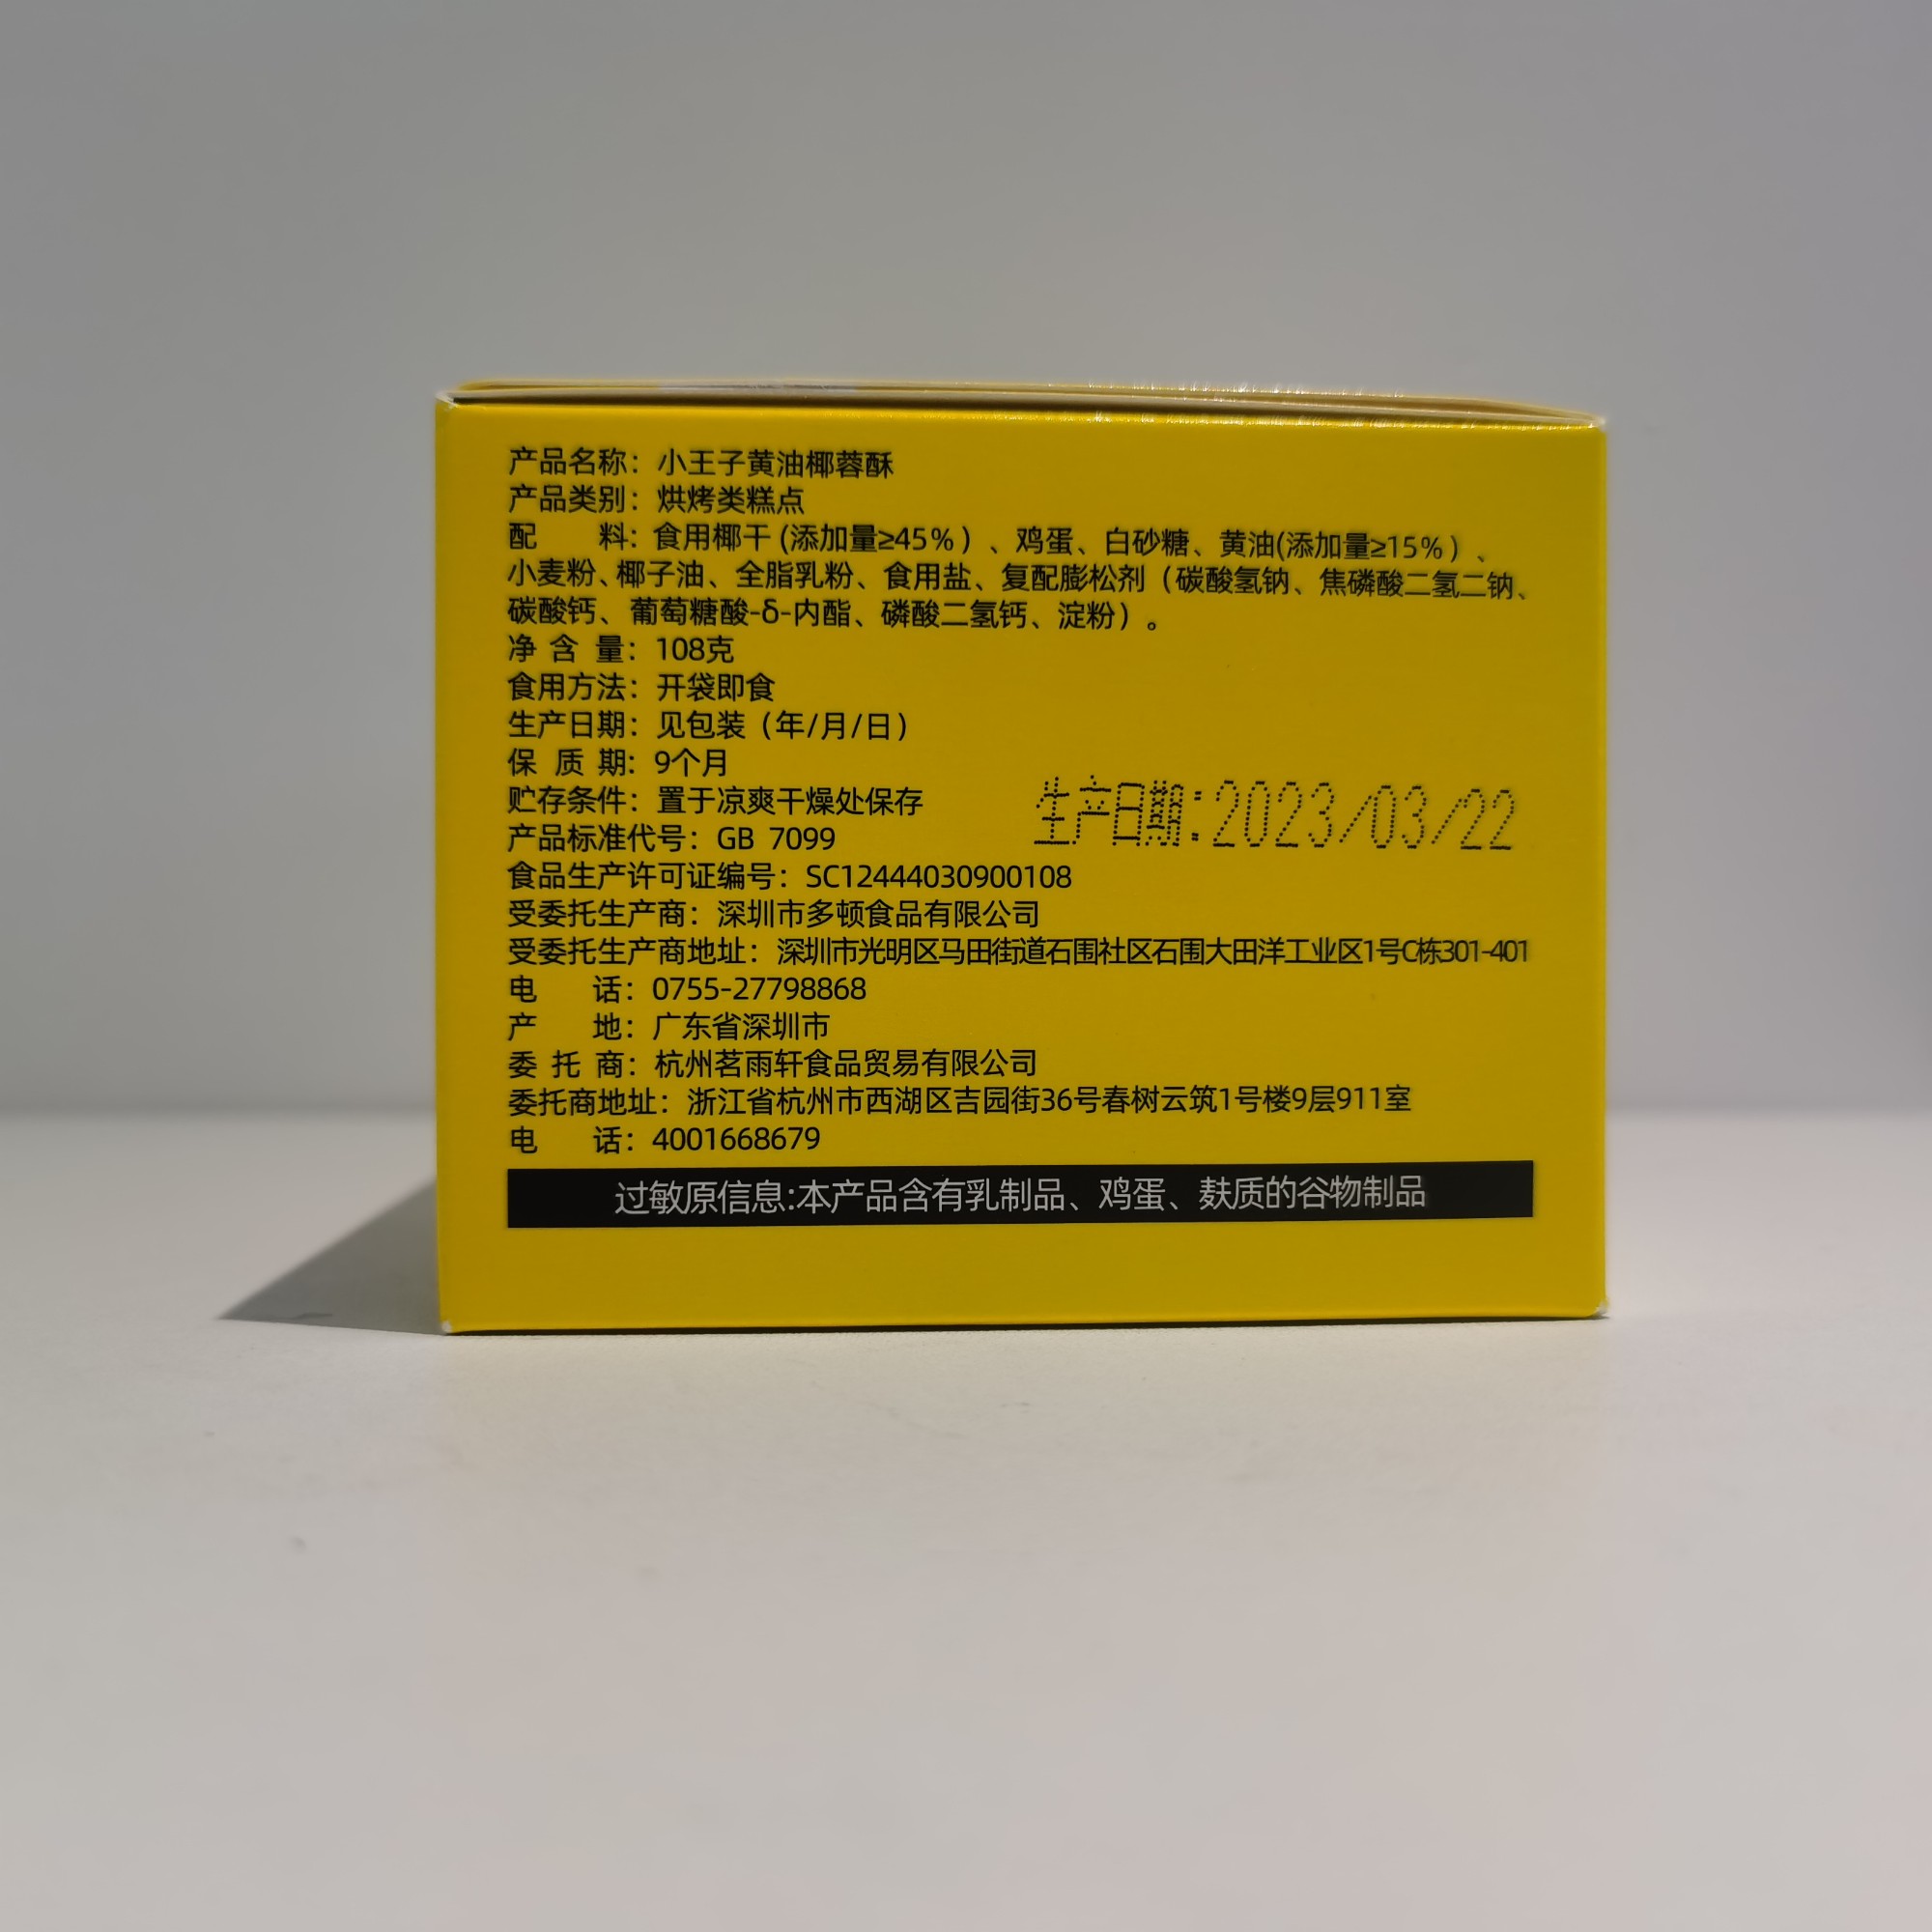 产品名称：小王子黄油椰蓉酥
产品类别：烘烤类糕点
配 料：食用椰干(添加量≥45%）、鸡蛋、白砂糖、黄油(添加量≥15%）、
小麦粉、椰子油、全脂乳粉、食用盐、复配膨松剂（碳酸氢钠、焦磷酸二氢二钠、
碳酸钙、葡萄糖酸-δ-内酯、磷酸二氢钙、淀粉）。
净 含 量：108克
食用方法：开袋即食
生产日期：见包装（年/月/日）
保 质 期：9个月
贮存条件：置于凉爽干燥处保存
生产日期:2023/03/22
产品标准代号：GB 7099
食品生产许可证编号：SC12444030900108
受委托生产商：深圳市多顿食品有限公司
受委托生产商地址：深圳市光明区马田街道石围社区石围大田洋工业区1号C栋301-401
电 话：0755-27798868
产 地：广东省深圳市
委 托 商：杭州茗雨轩食品贸易有限公司
委托商地址：浙江省杭州市西湖区吉园街36号春树云筑1号楼9层911室
电 话：4001668679
过敏原信息:本产品含有乳制品、鸡蛋、麸质的谷物制品